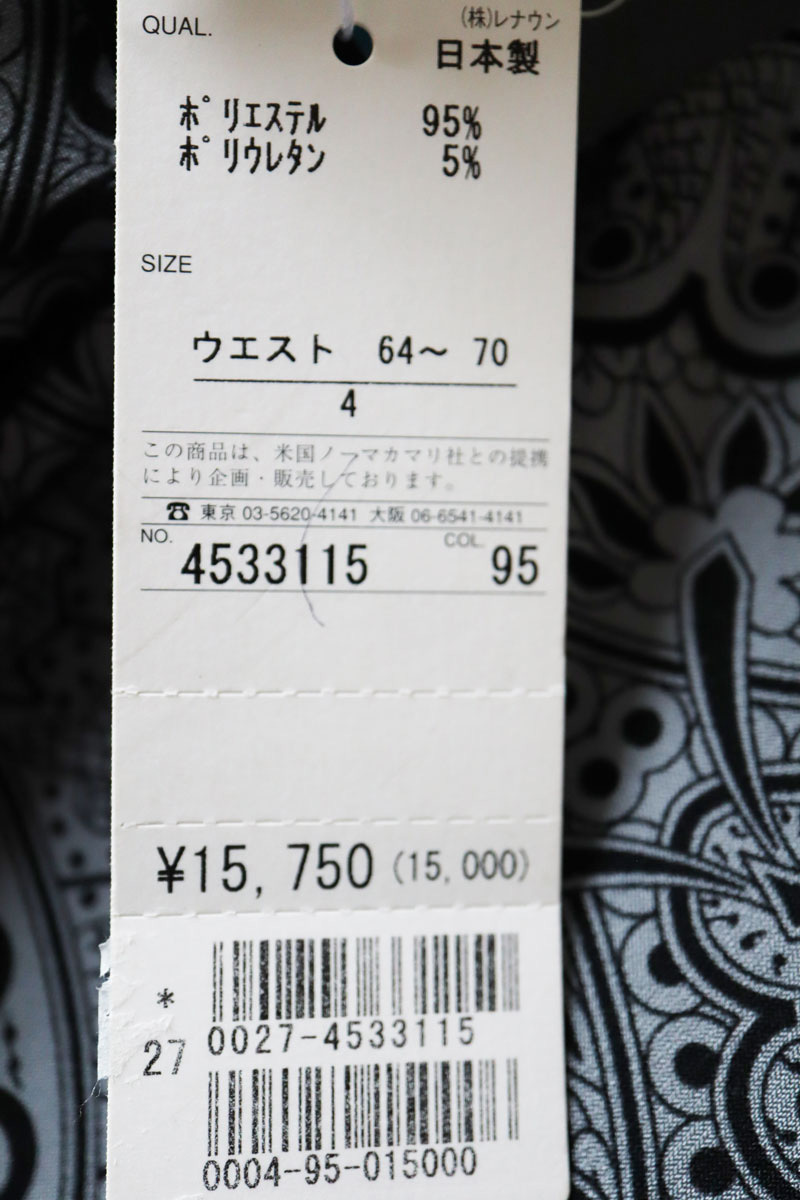 QUAL.
(株)レナウン
日本製
ポリエステル 95%
ポリウレタン 5%
SIZE
ウエスト 64〜 70
4
この商品は、米国ノーマカマリ社との提携
により企画・販売しております。
☎ 東京 03-5620-4141 大阪 06-6541-4141
NO. COL.
4533115 95
¥15,750 (15,000)
*
27
0027-4533115
0004-95-015000